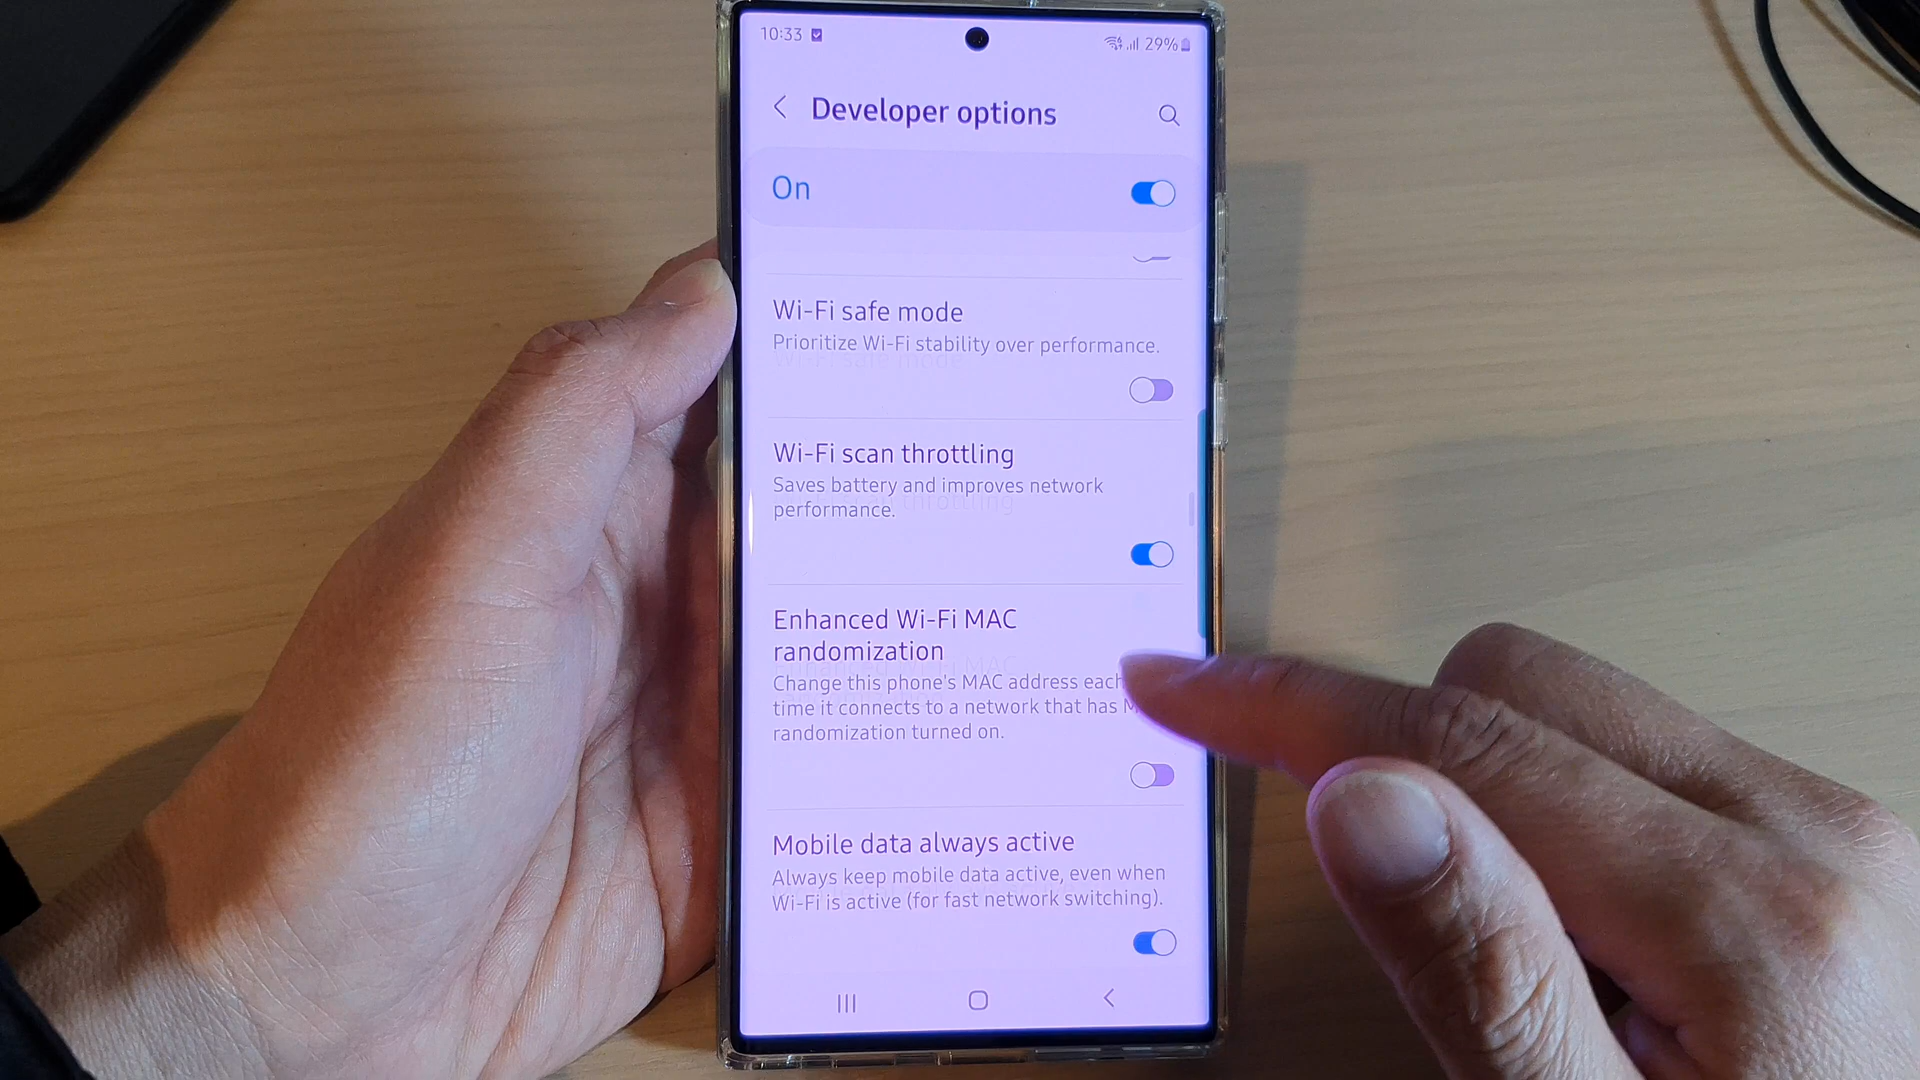 10:33
29%
Developer options
On
Wi-Fi safe mode
Prioritize Wi-Fi stability over performance.
Wi-Fi scan throttling
Saves battery and improves network
performance.
Enhanced Wi-Fi MAC
randomization
Change this phone's MAC address each
time it connects to a network that has
randomization turned on.
Mobile data always active
Always keep mobile data active, even when
Wi-Fi is active (for fast network switching).